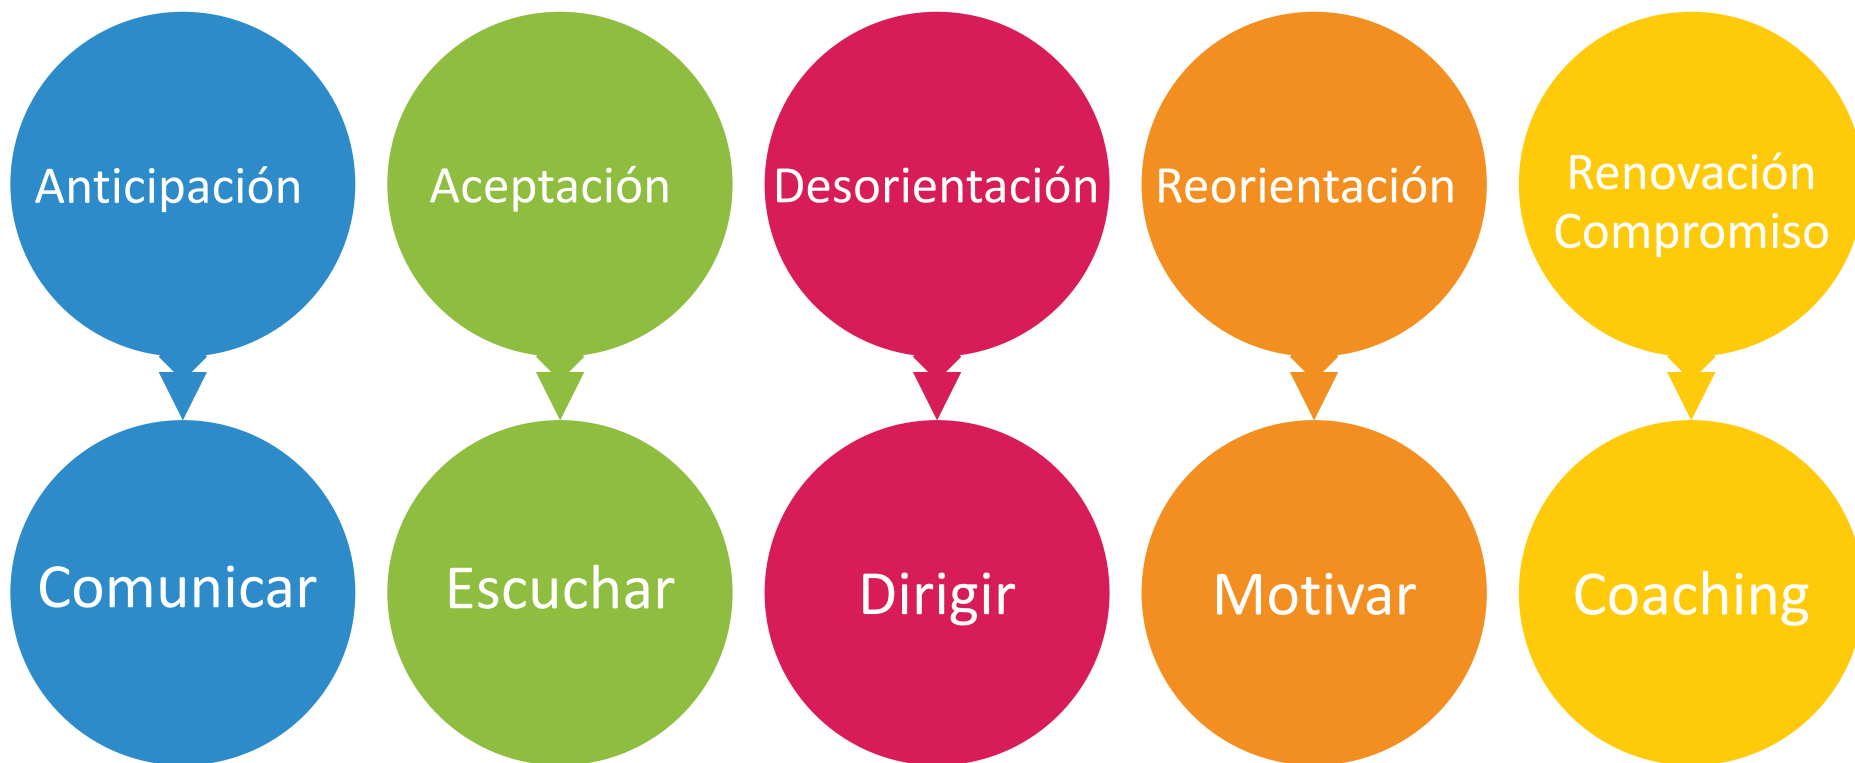 Anticipación
Aceptación
Desorientación
Reorientación
Renovación
Compromiso
Comunicar
Escuchar
Dirigir
Motivar
Coaching